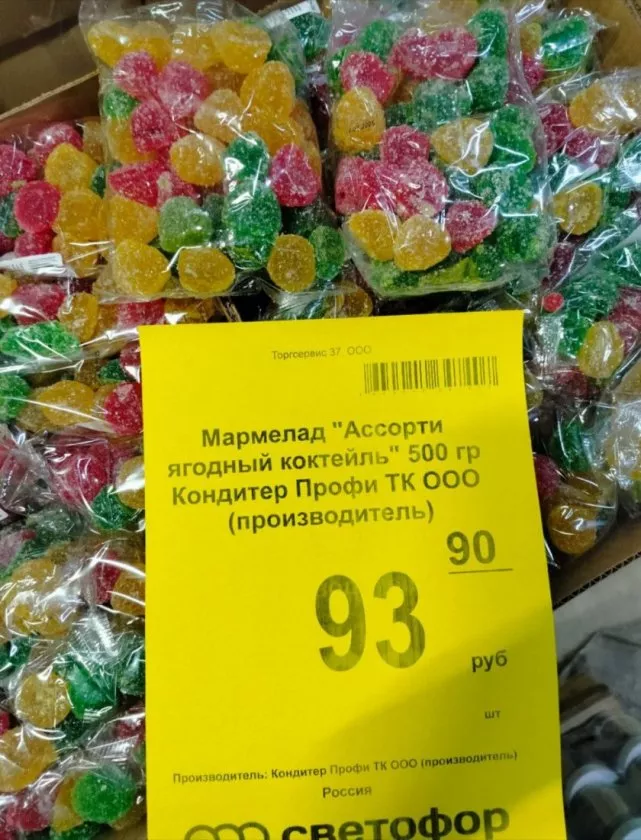 Торгсервис 37 ООО
Мармелад "Ассорти
ягодный коктейль" 500 гр
Кондитер Профи ТК ООО
(производитель)
93 90
руб
шт
Производитель: Кондитер Профи ТК ООО (производитель)
Россия
светофор